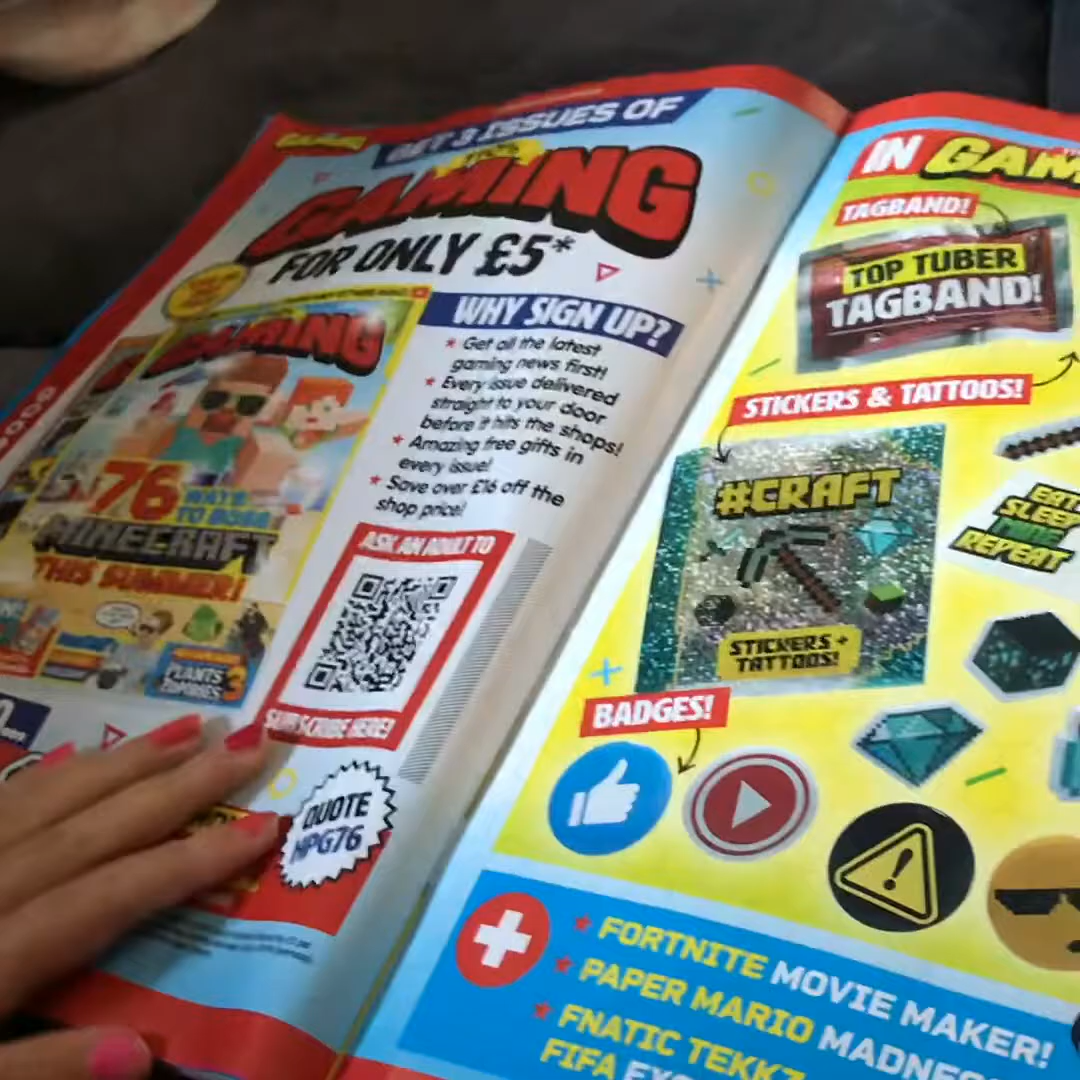 GET 3 ISSUES OF
GAMING
FOR ONLY £5*
WHY SIGN UP?
Get all the latest
gaming news first!
Every issue delivered
straight to your door
before it hits the shops!
Amazing free gifts in
every issue!
Save over £16 off the
shop price!
GAMING
76 WAYS
TO
MINECRAFT
THIS SUMMER!
PLANTS
ZOMBIES
ASK AN ADULT TO
SUBSCRIBE HERE!
QUOTE
HPG76
IN GAM
TAGBAND!
TOP TUBER
TAGBAND!
STICKERS & TATTOOS!
#CRAFT
STICKERS +
TATTOOS!
EAT
SLEEP
MINE
REPEAT
BADGES!
FORTNITE MOVIE MAKER!
PAPER MARIO MADNES
FNATIC TEKKZ
FIFA